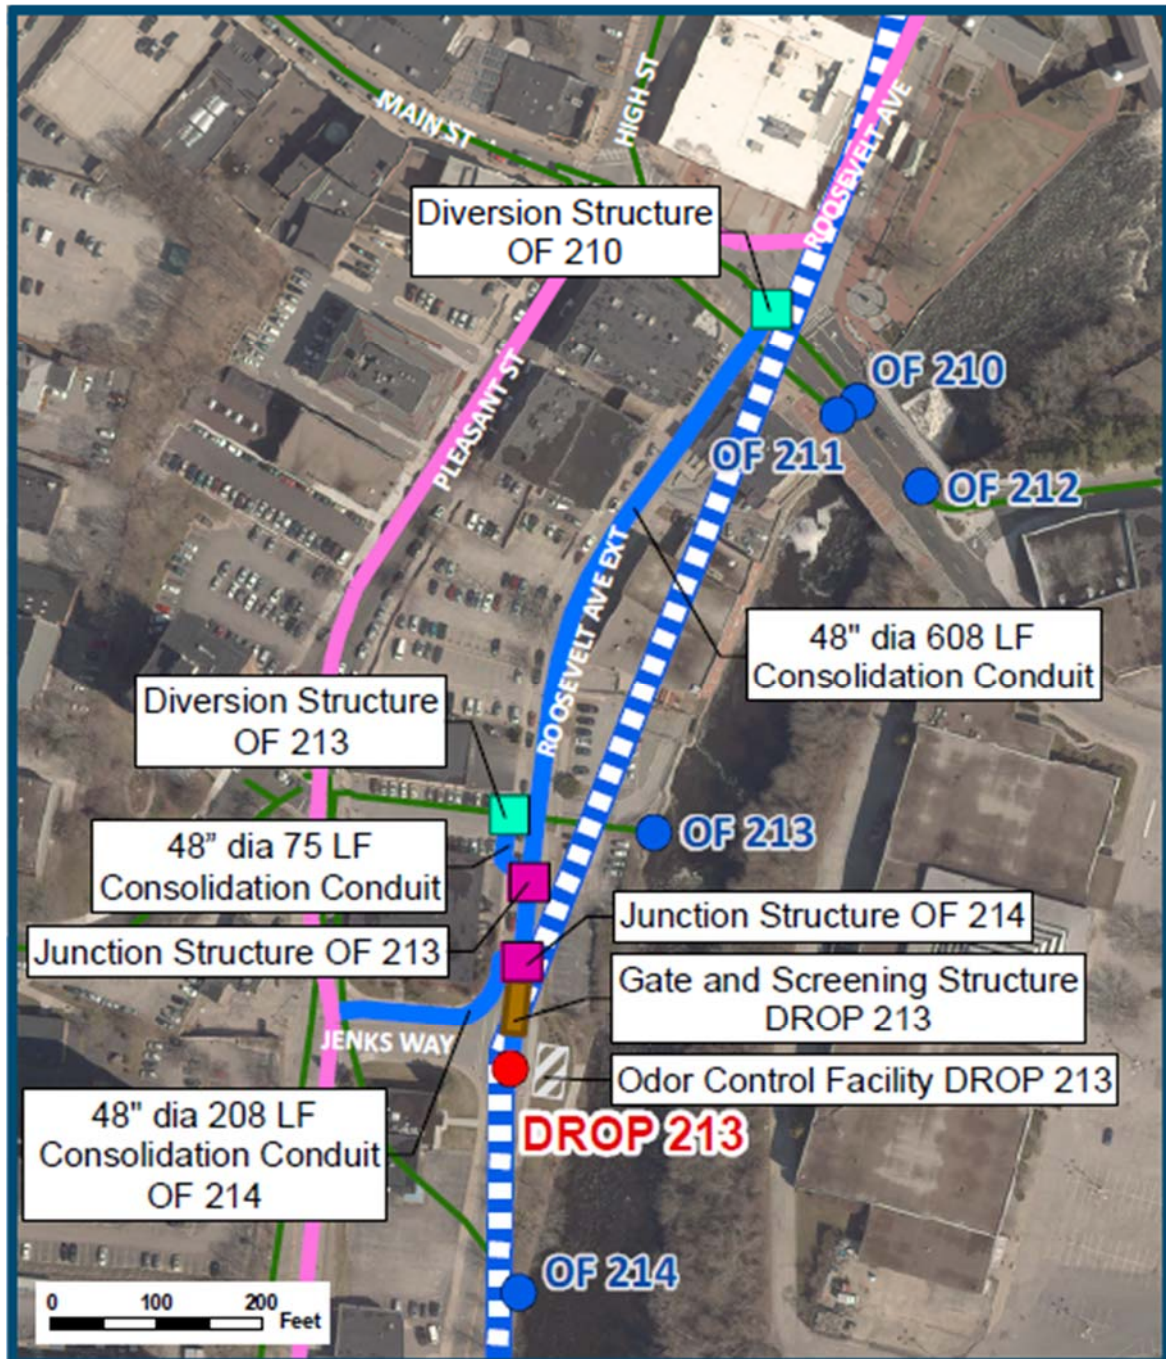 MAIN ST
HIGH ST
ROOSEVELT AVE
Diversion Structure
OF 210
PLEASANT ST
OF 210
OF 211
OF 212
ROOSEVELT AVE EXT
48" dia 608 LF
Consolidation Conduit
Diversion Structure
OF 213
OF 213
48” dia 75 LF
Consolidation Conduit
Junction Structure OF 213
Junction Structure OF 214
Gate and Screening Structure
DROP 213
JENKS WAY
Odor Control Facility DROP 213
DROP 213
48" dia 208 LF
Consolidation Conduit
OF 214
OF 214
0 100 200
Feet